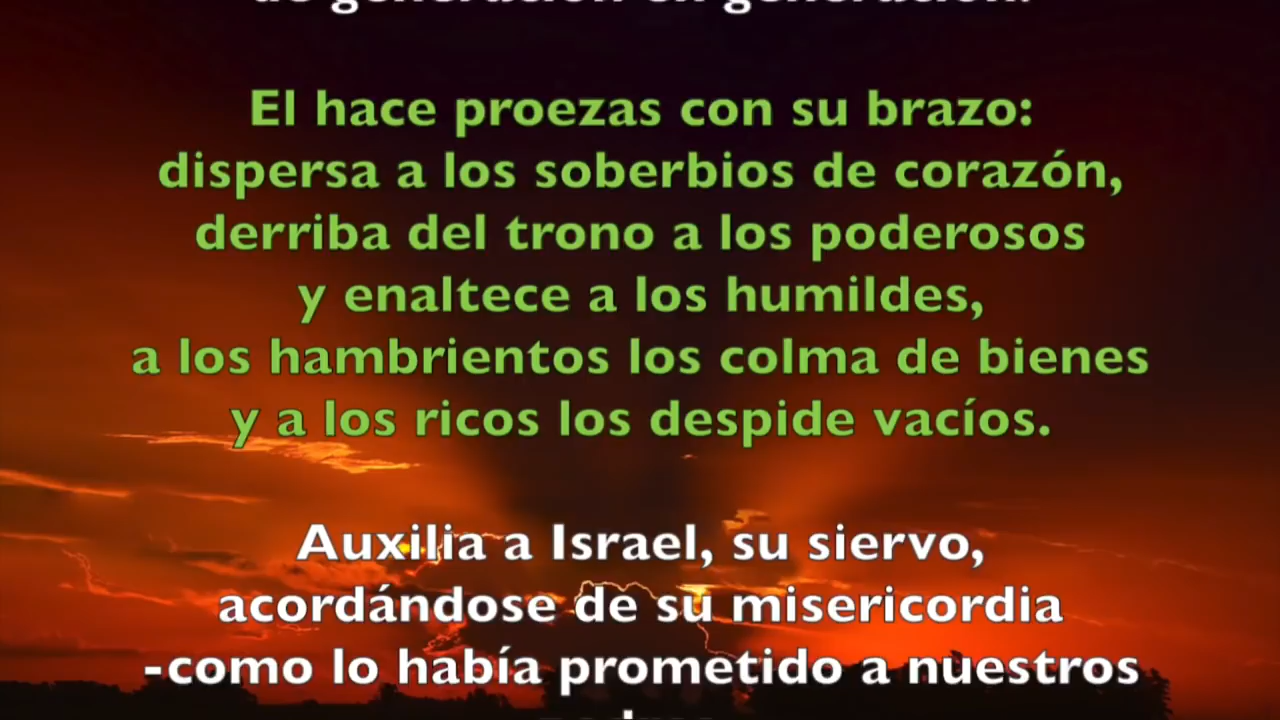 de generación en generación.
El hace proezas con su brazo:
dispersa a los soberbios de corazón,
derriba del trono a los poderosos
y enaltece a los humildes,
a los hambrientos los colma de bienes
y a los ricos los despide vacíos.
Auxilia a Israel, su siervo,
acordándose de su misericordia
-como lo había prometido a nuestros